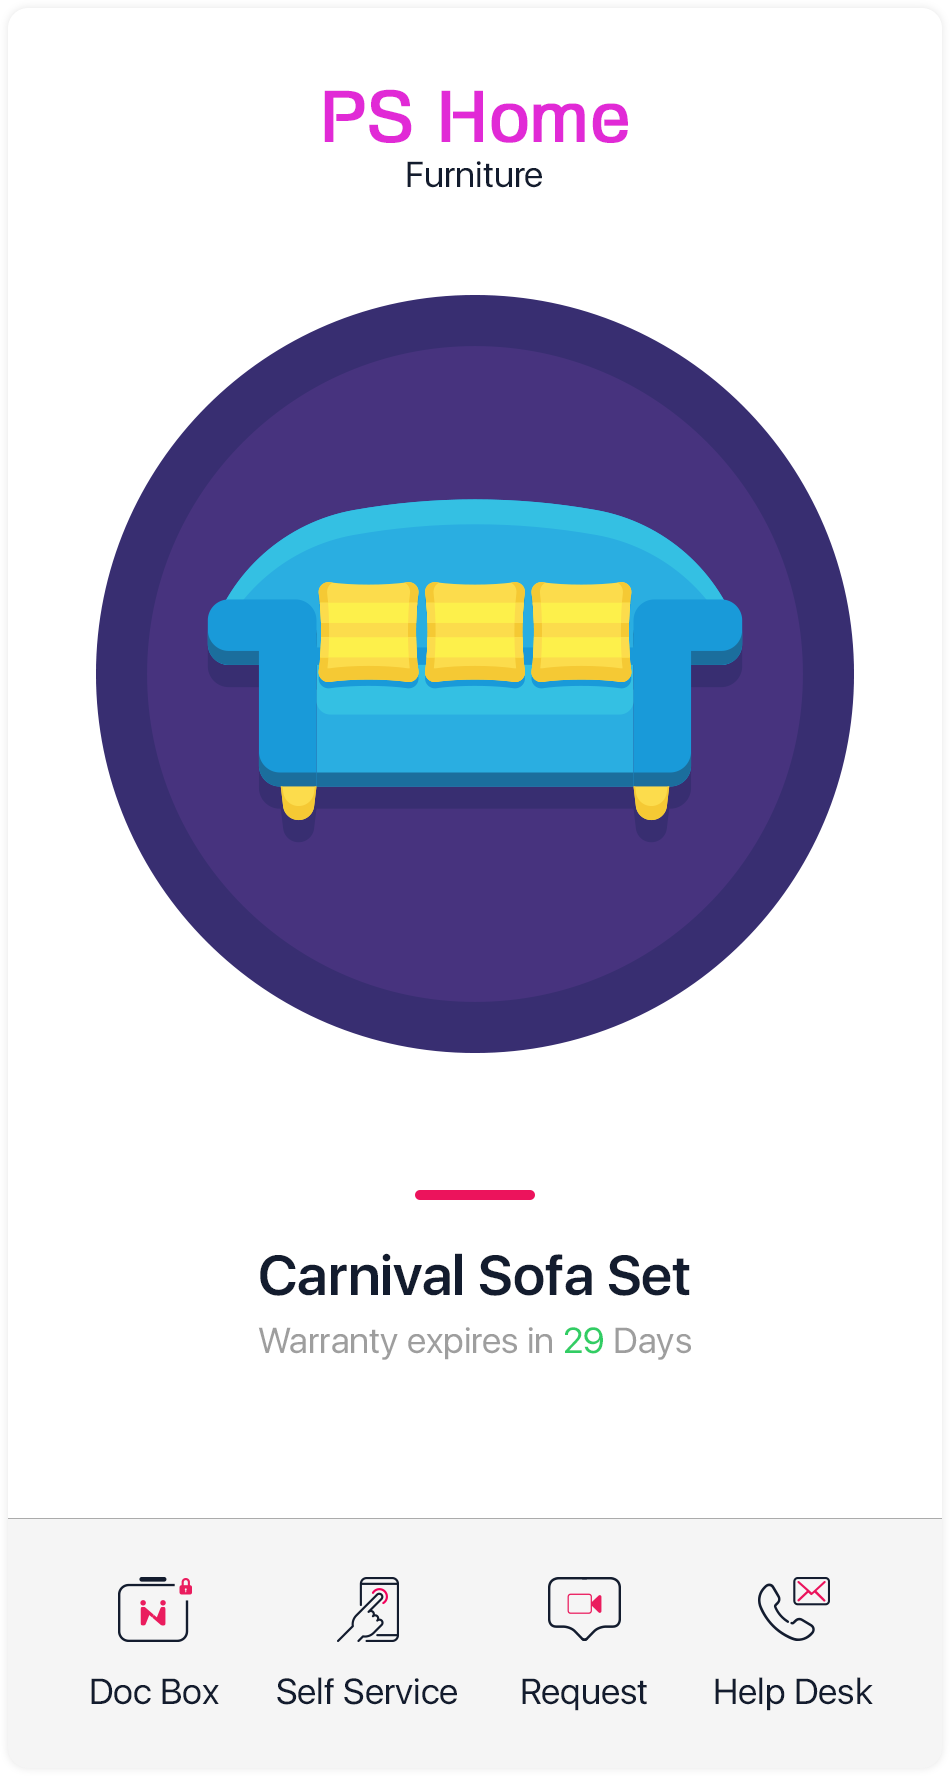 PS Home
Furniture
Carnival Sofa Set
Warranty expires in 29 Days
Doc Box
Self Service
Request
Help Desk